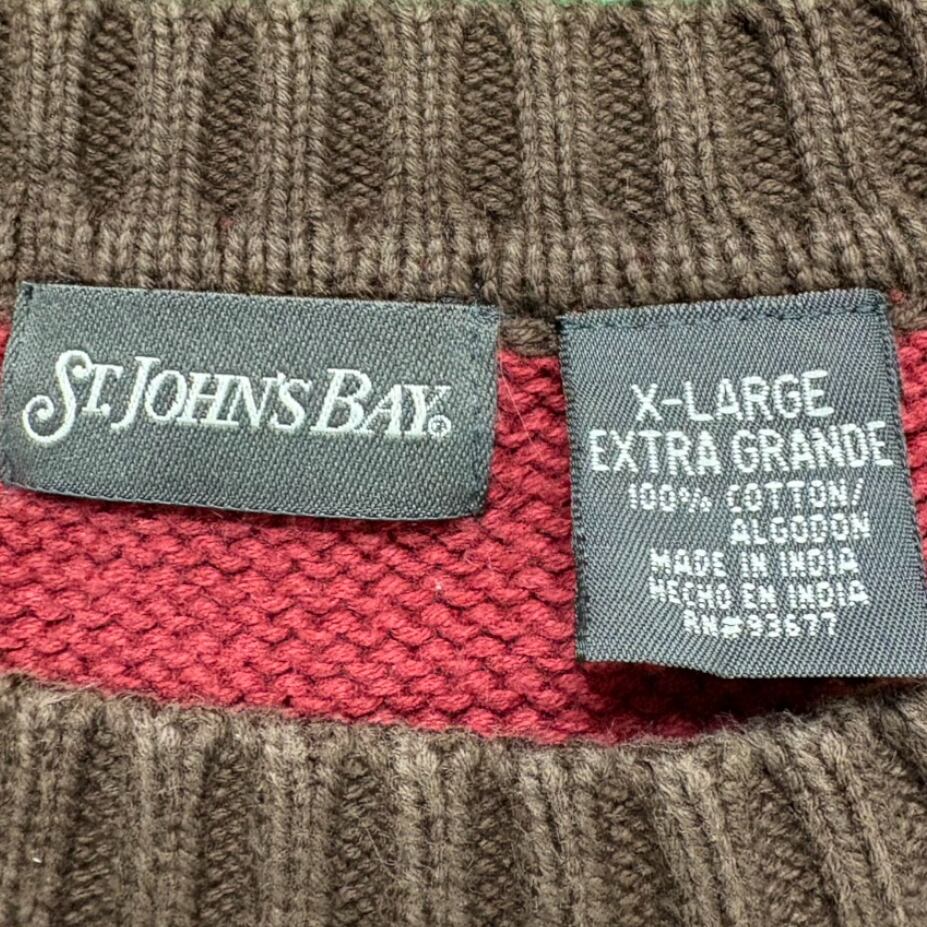 ST. JOHN'S BAY®
X-LARGE
EXTRA GRANDE
100% COTTON/
ALGODON
MADE IN INDIA
HECHO EN INDIA
RN#93677